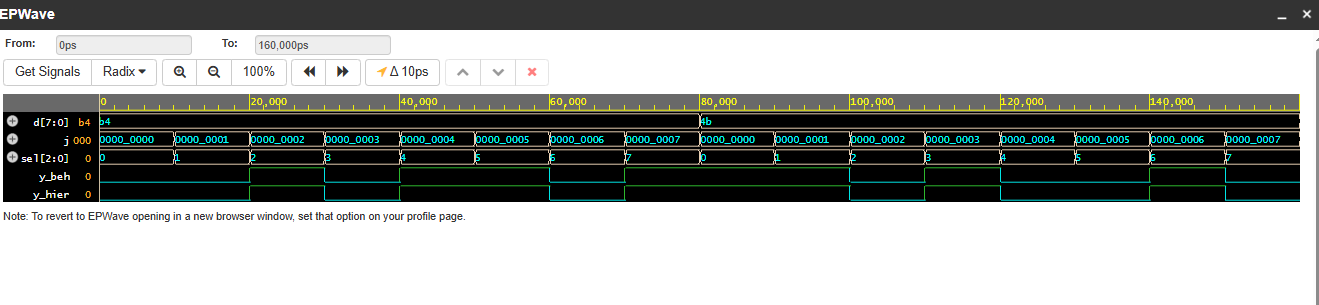 EPWave
From: 0ps To: 160,000ps
Get Signals Radix 100% Δ 10ps
0 20,000 40,000 60,000 80,000 100,000 120,000 140,000
d[7:0] b4 b4 4b
j 000 0000_0000 0000_0001 0000_0002 0000_0003 0000_0004 0000_0005 0000_0006 0000_0007 0000_0000 0000_0001 0000_0002 0000_0003 0000_0004 0000_0005 0000_0006 0000_0007
sel[2:0] 0 0 1 2 3 4 5 6 7 0 1 2 3 4 5 6 7
y_beh 0
y_hier 0
Note: To revert to EPWave opening in a new browser window, set that option on your profile page.